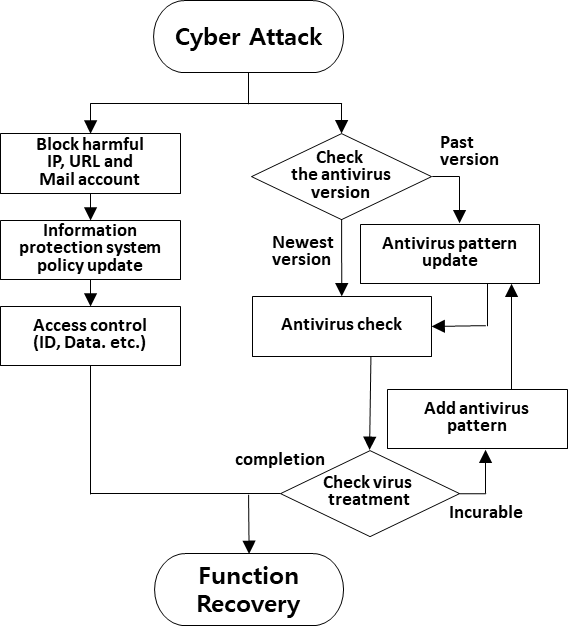 Cyber Attack
Block harmful
IP, URL and
Mail account
Check
the antivirus
version
Past
version
Information
protection system
policy update
Newest
version
Antivirus pattern
update
Access control
(ID, Data. etc.)
Antivirus check
Add antivirus
pattern
completion
Check virus
treatment
Incurable
Function
Recovery